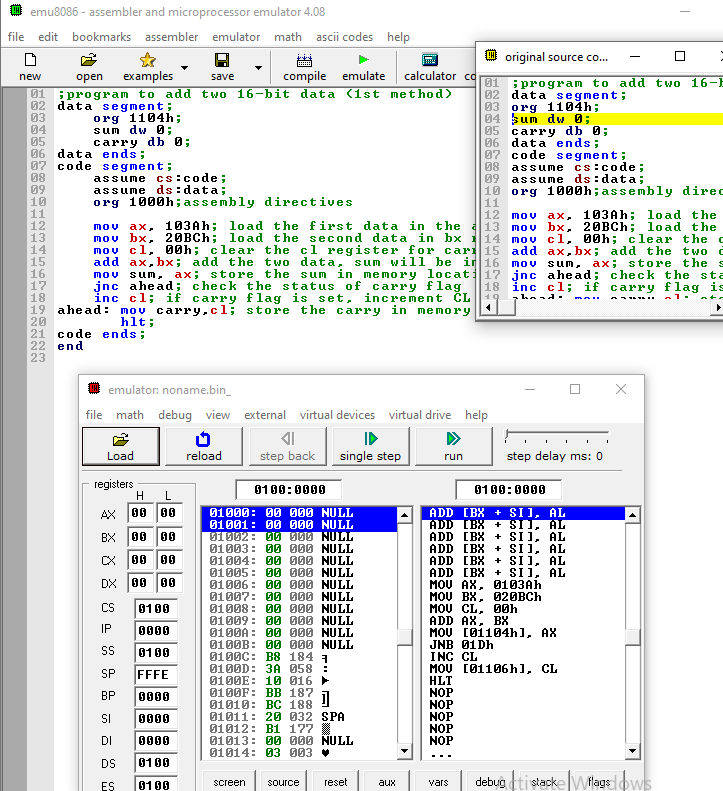 emu8086 - assembler and microprocessor emulator 4.08
file edit bookmarks assembler emulator math ascii codes help
new open examples save compile emulate calculator co
01 ;program to add two 16-bit data (1st method)
02 data segment;
03 org 1104h;
04 sum dw 0;
05 carry db 0;
06 data ends;
07 code segment;
08 assume cs:code;
09 assume ds:data;
10 org 1000h;assembly directives
11
12 mov ax, 103Ah; load the first data in the a
13 mov bx, 20BCh; load the second data in bx r
14 mov cl, 00h; clear the cl register for carr
15 add ax,bx; add the two data, sum will be in
16 mov sum, ax; store the sum in memory locati
17 jnc ahead; check the status of carry flag
18 inc cl; if carry flag is set, increment CL
19 ahead: mov carry,cl; store the carry in memory
20 hlt;
21 code ends;
22 end
23
original source co...
01 ;program to add two 16-b
02 data segment;
03 org 1104h;
04 sum dw 0;
05 carry db 0;
06 data ends;
07 code segment;
08 assume cs:code;
09 assume ds:data;
10 org 1000h;assembly direc
11
12 mov ax, 103Ah; load the
13 mov bx, 20BCh; load the
14 mov cl, 00h; clear the c
15 add ax,bx; add the two d
16 mov sum, ax; store the s
17 jnc ahead; check the sta
18 inc cl; if carry flag is
19 ahead: mov carry,cl; sto
emulator: noname.bin_
file math debug view external virtual devices virtual drive help
Load reload step back single step run step delay ms: 0
registers
H L
AX 00 00
BX 00 00
CX 00 00
DX 00 00
CS 0100
IP 0000
SS 0100
SP FFFE
BP 0000
SI 0000
DI 0000
DS 0100
ES 0100
0100:0000
01000: 00 000 NULL
01001: 00 000 NULL
01002: 00 000 NULL
01003: 00 000 NULL
01004: 00 000 NULL
01005: 00 000 NULL
01006: 00 000 NULL
01007: 00 000 NULL
01008: 00 000 NULL
01009: 00 000 NULL
0100A: 00 000 NULL
0100B: 00 000 NULL
0100C: B8 184 ╕
0100D: 3A 058 :
0100E: 10 016 ►
0100F: BB 187 ╗
01010: BC 188 ╝
01011: 20 032 SPA
01012: B1 177 ▒
01013: 00 000 NULL
01014: 03 003 ♥
0100:0000
ADD [BX + SI], AL
ADD [BX + SI], AL
ADD [BX + SI], AL
ADD [BX + SI], AL
ADD [BX + SI], AL
ADD [BX + SI], AL
MOV AX, 0103Ah
MOV BX, 020BCh
MOV CL, 00h
ADD AX, BX
MOV [01104h], AX
JNB 01Dh
INC CL
MOV [01106h], CL
HLT
NOP
NOP
NOP
NOP
NOP
...
screen source reset aux vars debug stack flags
Activate Windows